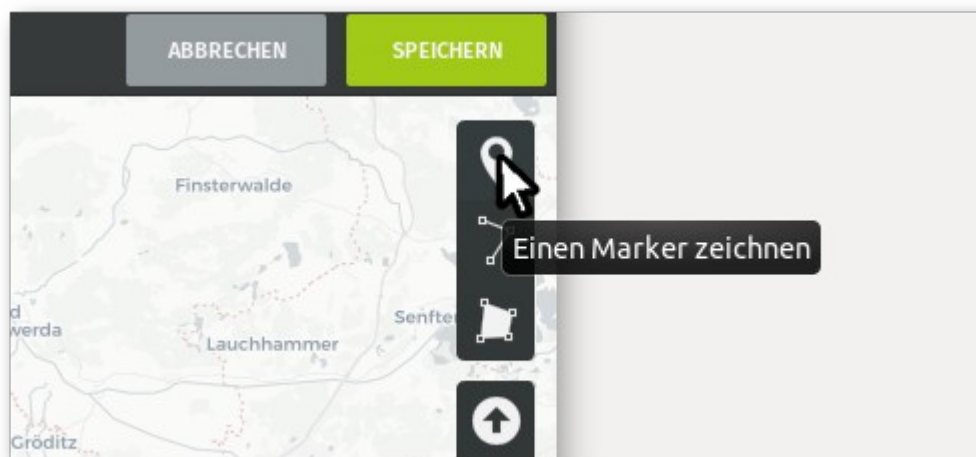 ABBRECHEN SPEICHERN
Finsterwalde
Einen Marker zeichnen
d
werda
Senfte
Lauchhammer
Gröditz